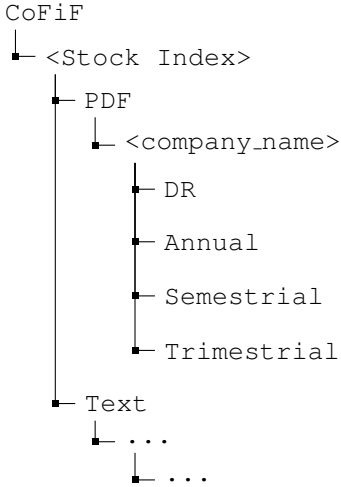 CoFiF
<Stock Index>
PDF
<company_name>
DR
Annual
Semestrial
Trimestrial
Text
...
...